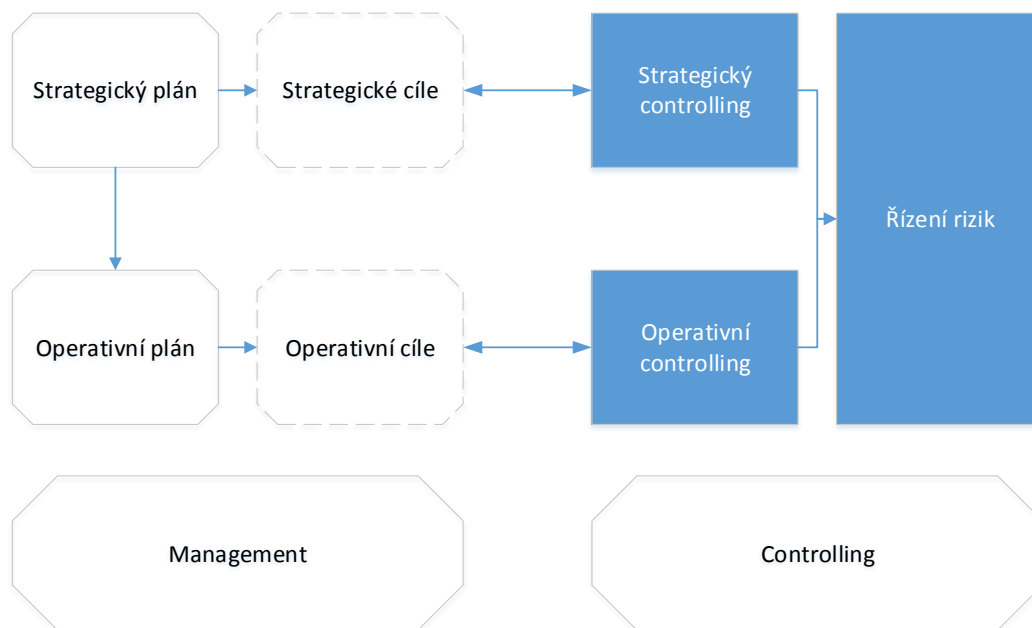 Strategický plán
Strategické cíle
Strategický
controlling
Řízení rizik
Operativní plán
Operativní cíle
Operativní
controlling
Management
Controlling